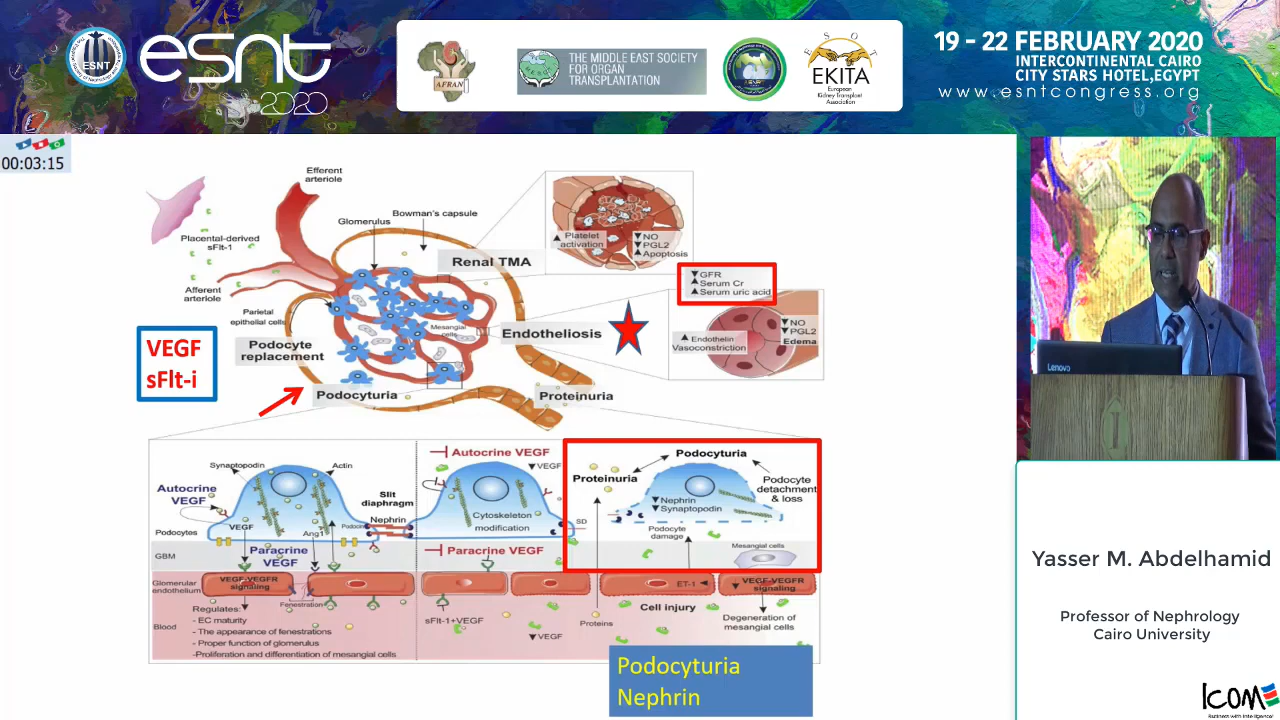 ESNT
esnt
2020
AFRAN
THE MIDDLE EAST SOCIETY
FOR ORGAN
TRANSPLANTATION
E S O T
EKITA
European
Kidney Transplant
Association
19 - 22 FEBRUARY 2020
INTERCONTINENTAL CAIRO
CITY STARS HOTEL,EGYPT
www.esntcongress.org
00:03:15
Efferent
arteriole
Bowman's capsule
Glomerulus
Placental-derived
sFlt-1
Afferent
arteriole
Renal TMA
Platelet
activation
NO
PGL2
Apoptosis
GFR
Serum Cr
Serum uric acid
Parietal
epithelial cells
Mesangial
cells
Endotheliosis
NO
PGL2
Edema
Endothelin
Vasoconstriction
VEGF
sFlt-i
Podocyte
replacement
Podocyturia
Proteinuria
Synaptopodin
Actin
Autocrine
VEGF
Slit
diaphragm
Nephrin
VEGF
Podocin
Ang1
Podocytes
Paracrine
VEGF
GBM
Glomerular
endothelium
VEGF-VEGFR
signaling
Fenestration
Regulates:
Blood
- EC maturity
- The appearance of fenestrations
- Proper function of glomerulus
-Proliferation and differentiation of mesangial cells
Autocrine VEGF
VEGF
Cytoskeleton
modification
SD
Paracrine VEGF
sFlt-1+VEGF
VEGF
Podocyturia
Proteinuria
Podocyte
detachment
& loss
Nephrin
Synaptopodin
Podocyte
damage
Mesangial cells
ET-1
VEGF-VEGFR
signaling
Cell injury
Proteins
Degeneration of
mesangial cells
Podocyturia
Nephrin
Lenovo
Yasser M. Abdelhamid
Professor of Nephrology
Cairo University
ICOM
Business with Intelligence!